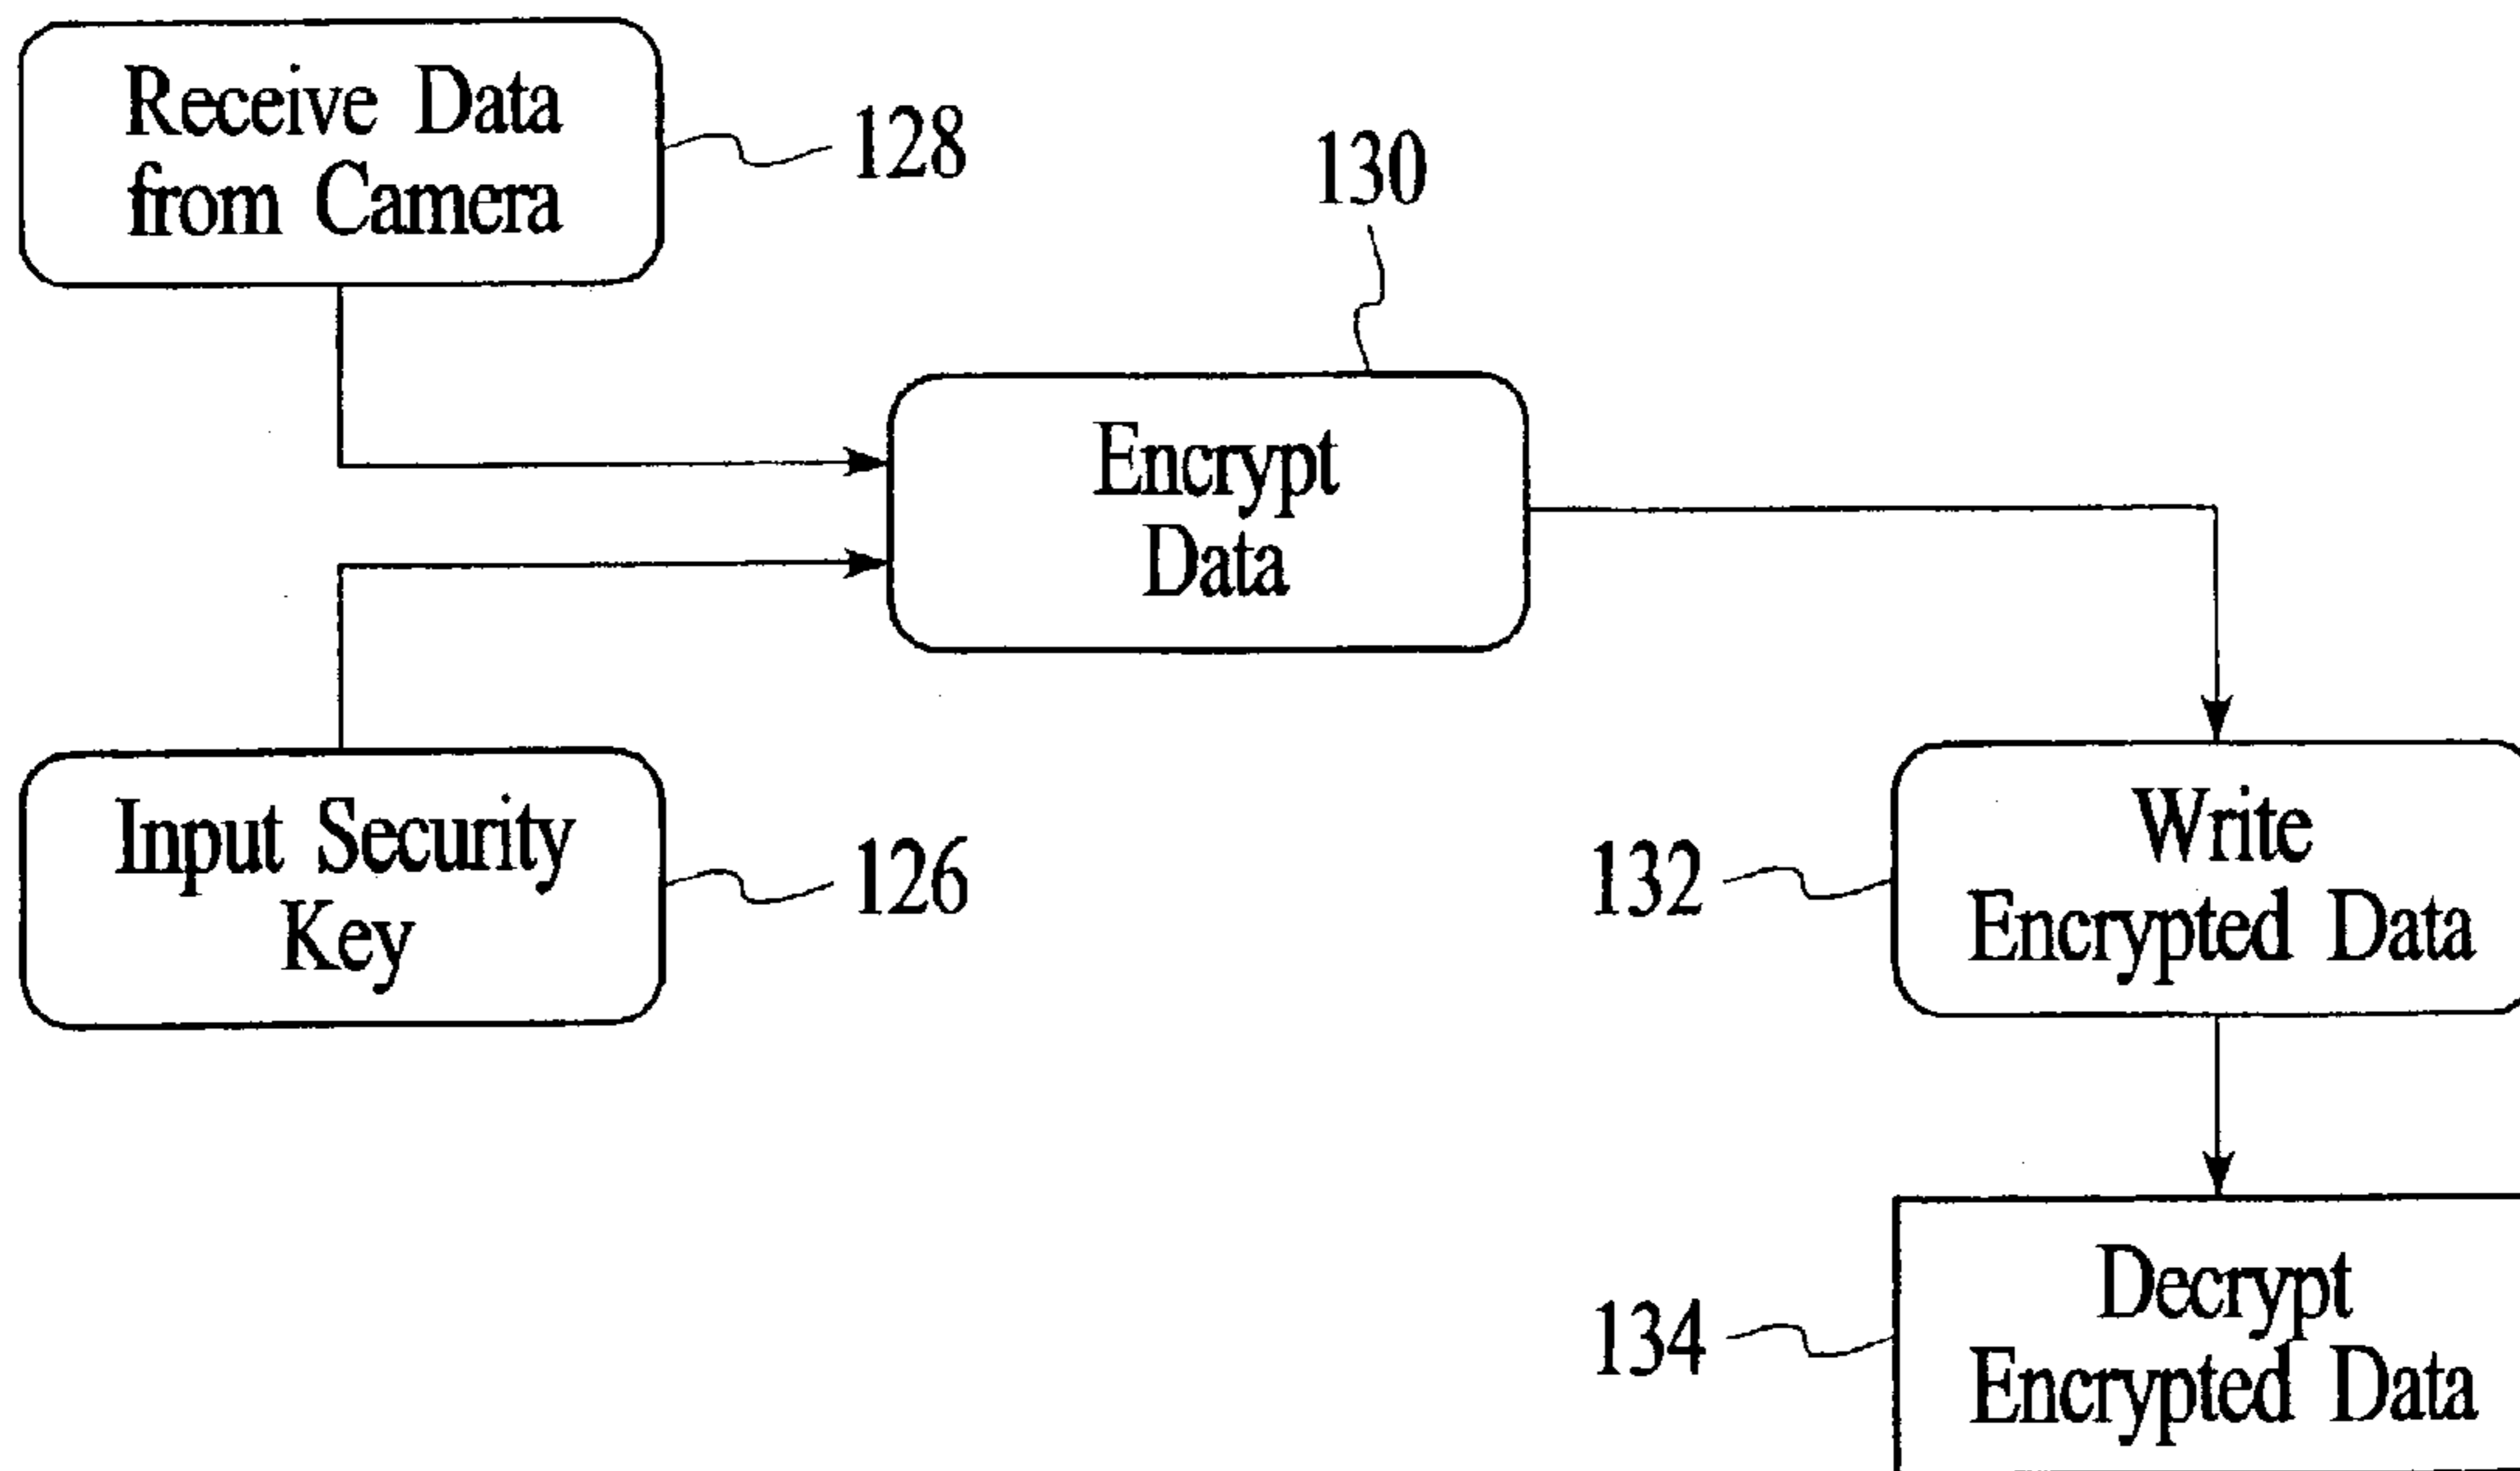 Receive Data
from Camera
128
130
Encrypt
Data
Input Security
Key
126
132
Write
Encrypted Data
134
Decrypt
Encrypted Data